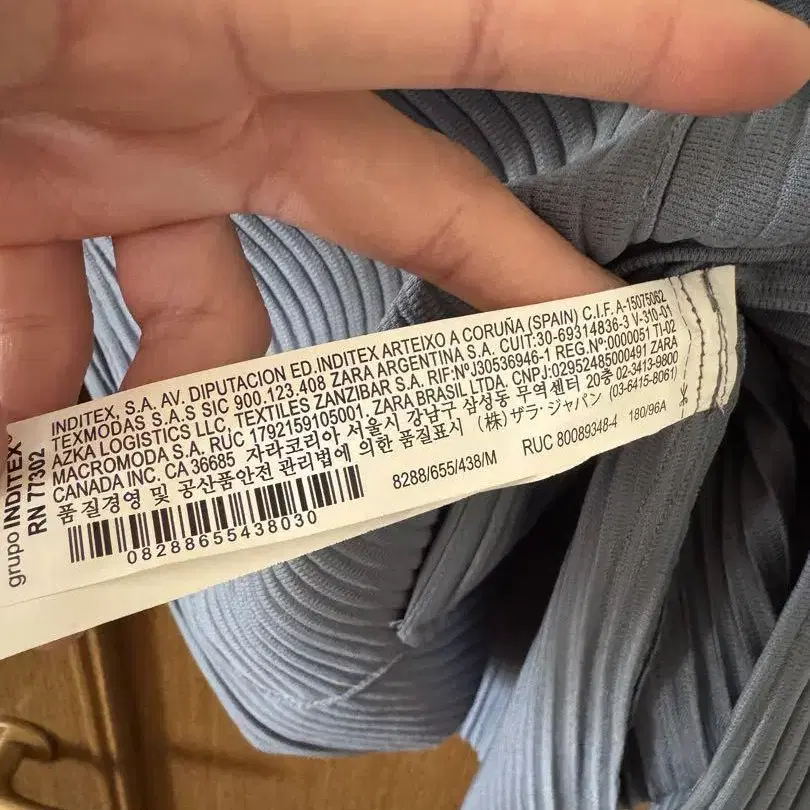 grupo INDITEX®
RN 77302
INDITEX, S.A. AV. DIPUTACION ED.INDITEX ARTEIXO A CORUÑA (SPAIN) C.I.F. A-15075062
TEXMODAS S.A.S SIC 900.123.408 ZARA ARGENTINA S.A. CUIT:30-69314836-3 V-310-01
AZKA LOGISTICS LLC, TEXTILES ZANZIBAR S.A. RIF:NºJ30536946-1 REG.Nº:0000051 TI-02
MACROMODA S.A. RUC 1792159105001. ZARA BRASIL LTDA. CNPJ:02952485000491 ZARA
CANADA INC. CA 36685 자라코리아 서울시 강남구 삼성동 무역센터 20층 02-3413-9800
품질경영 및 공산품안전 관리법에 의한 품질표시 (株) ザラ・ジャパン (03-6415-8061)
8288/655/438/M RUC 80089348-4 180/96A
08288655438030